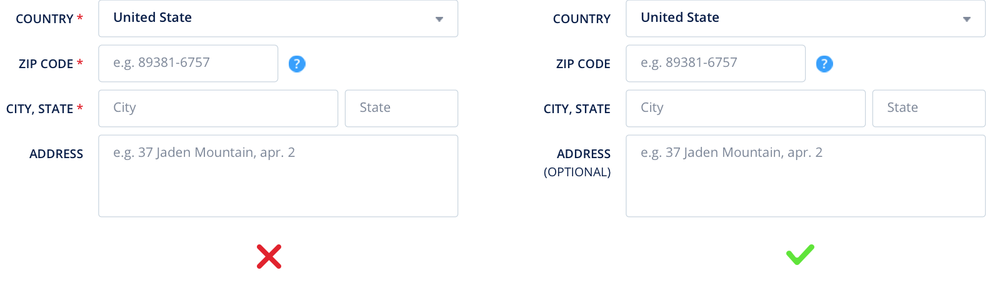 COUNTRY * United State
ZIP CODE * e.g. 89381-6757 ?
CITY, STATE * City State
ADDRESS e.g. 37 Jaden Mountain, apr. 2
COUNTRY United State
ZIP CODE e.g. 89381-6757 ?
CITY, STATE City State
ADDRESS e.g. 37 Jaden Mountain, apr. 2
(OPTIONAL)